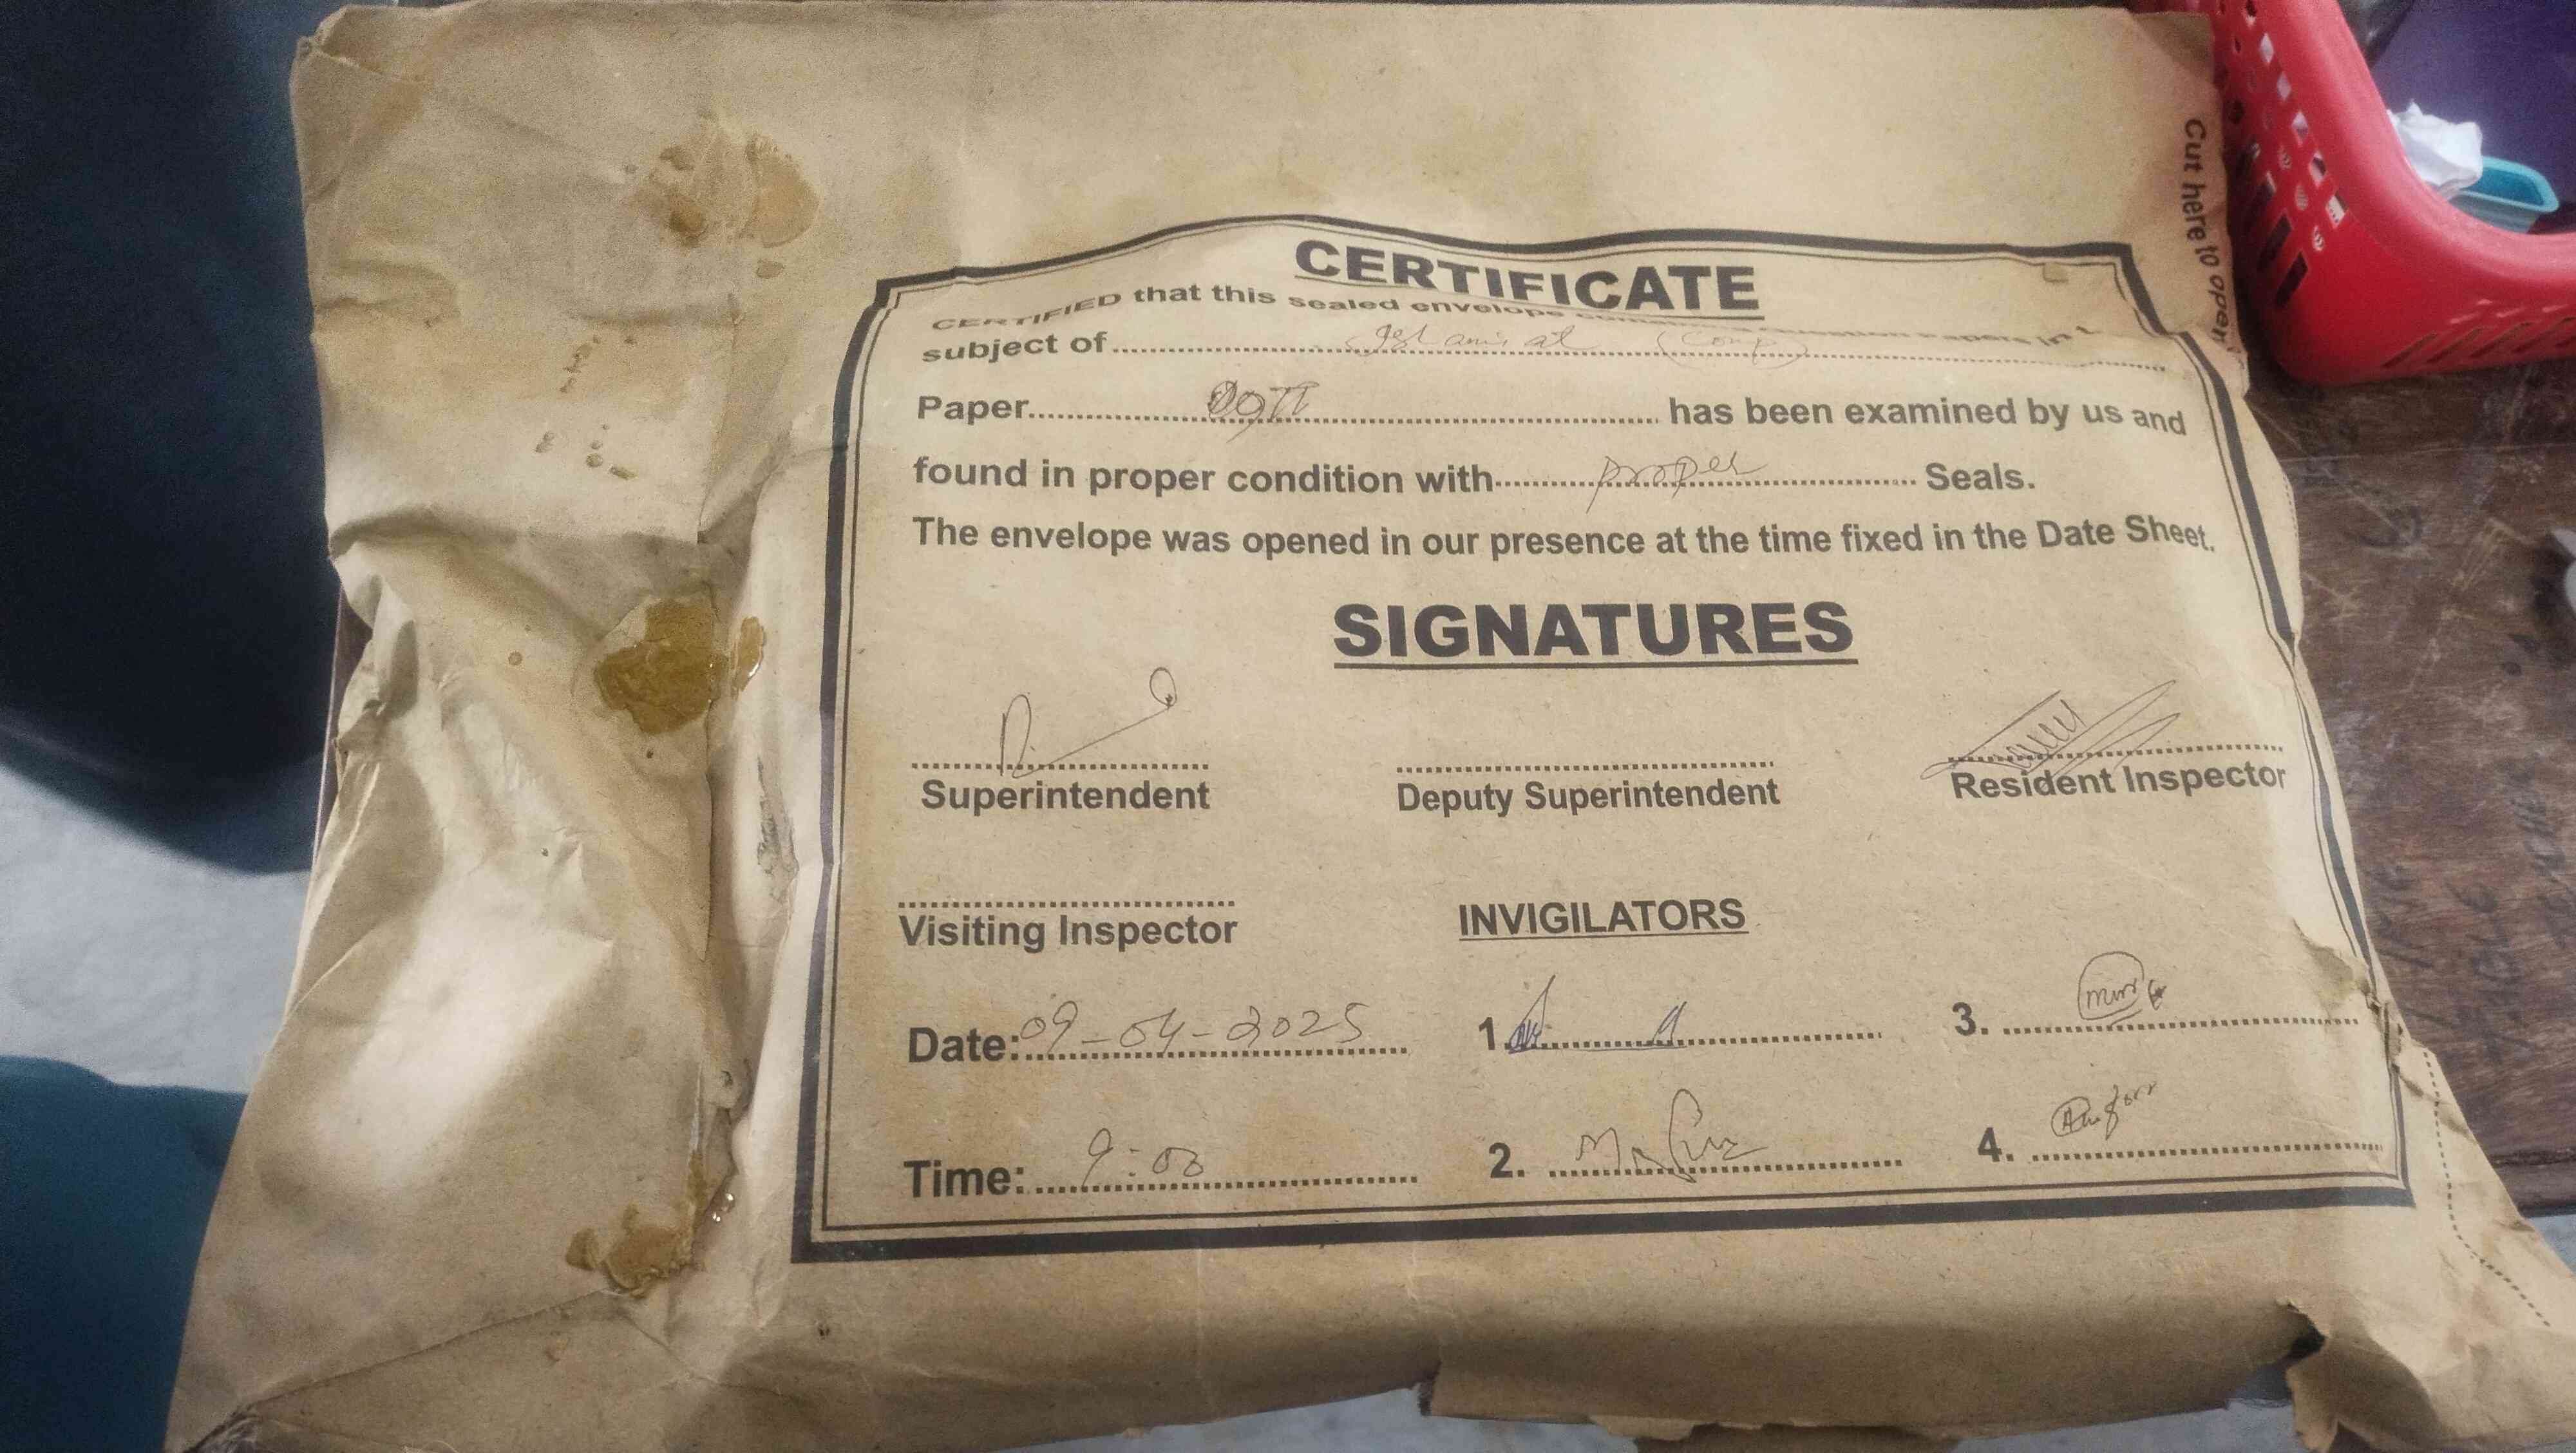 CERTIFICATE
CERTIFIED that this sealed envelope
subject of
Paper has been examined by us and
found in proper condition with proper Seals.
The envelope was opened in our presence at the time fixed in the Date Sheet.
SIGNATURES
Superintendent Deputy Superintendent Resident Inspector
Visiting Inspector INVIGILATORS
Date: 09-04-2025 1. 3.
Time: 9:00 2. 4.
Cut here to open